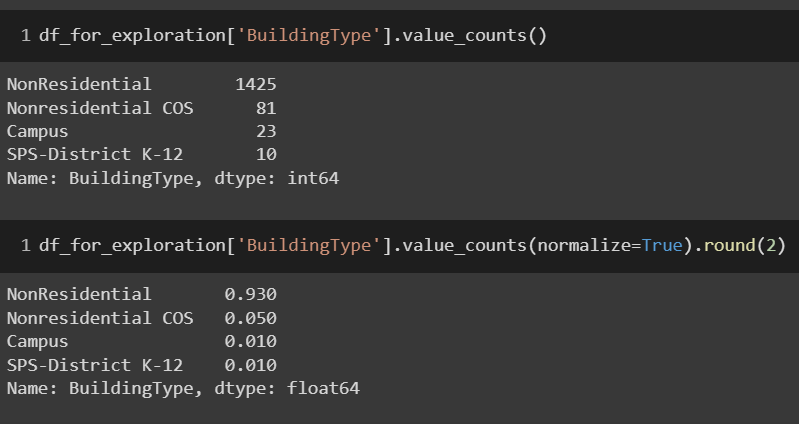 1 df_for_exploration['BuildingType'].value_counts()
NonResidential        1425
Nonresidential COS      81
Campus                  23
SPS-District K-12       10
Name: BuildingType, dtype: int64
1 df_for_exploration['BuildingType'].value_counts(normalize=True).round(2)
NonResidential       0.930
Nonresidential COS   0.050
Campus               0.010
SPS-District K-12    0.010
Name: BuildingType, dtype: float64